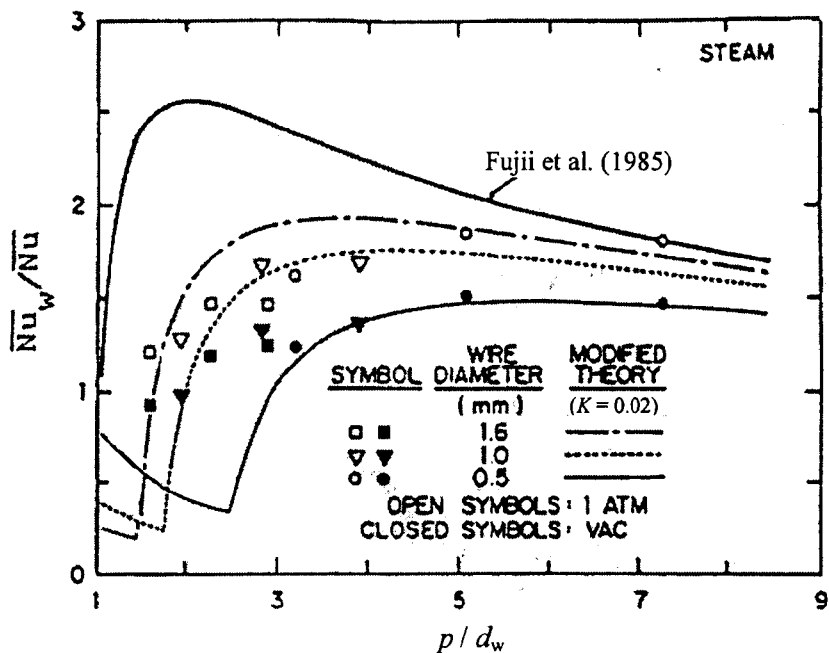 STEAM
Fujii et al. (1985)
3
2
1
0
Nu_w/Nu
SYMBOL WIRE DIAMETER (mm) MODIFIED THEORY (K = 0.02)
□ ■ 1.6
▽ ▼ 1.0
○ ● 0.5
OPEN SYMBOLS: 1 ATM
CLOSED SYMBOLS: VAC
1 3 5 7 9
p / d_w